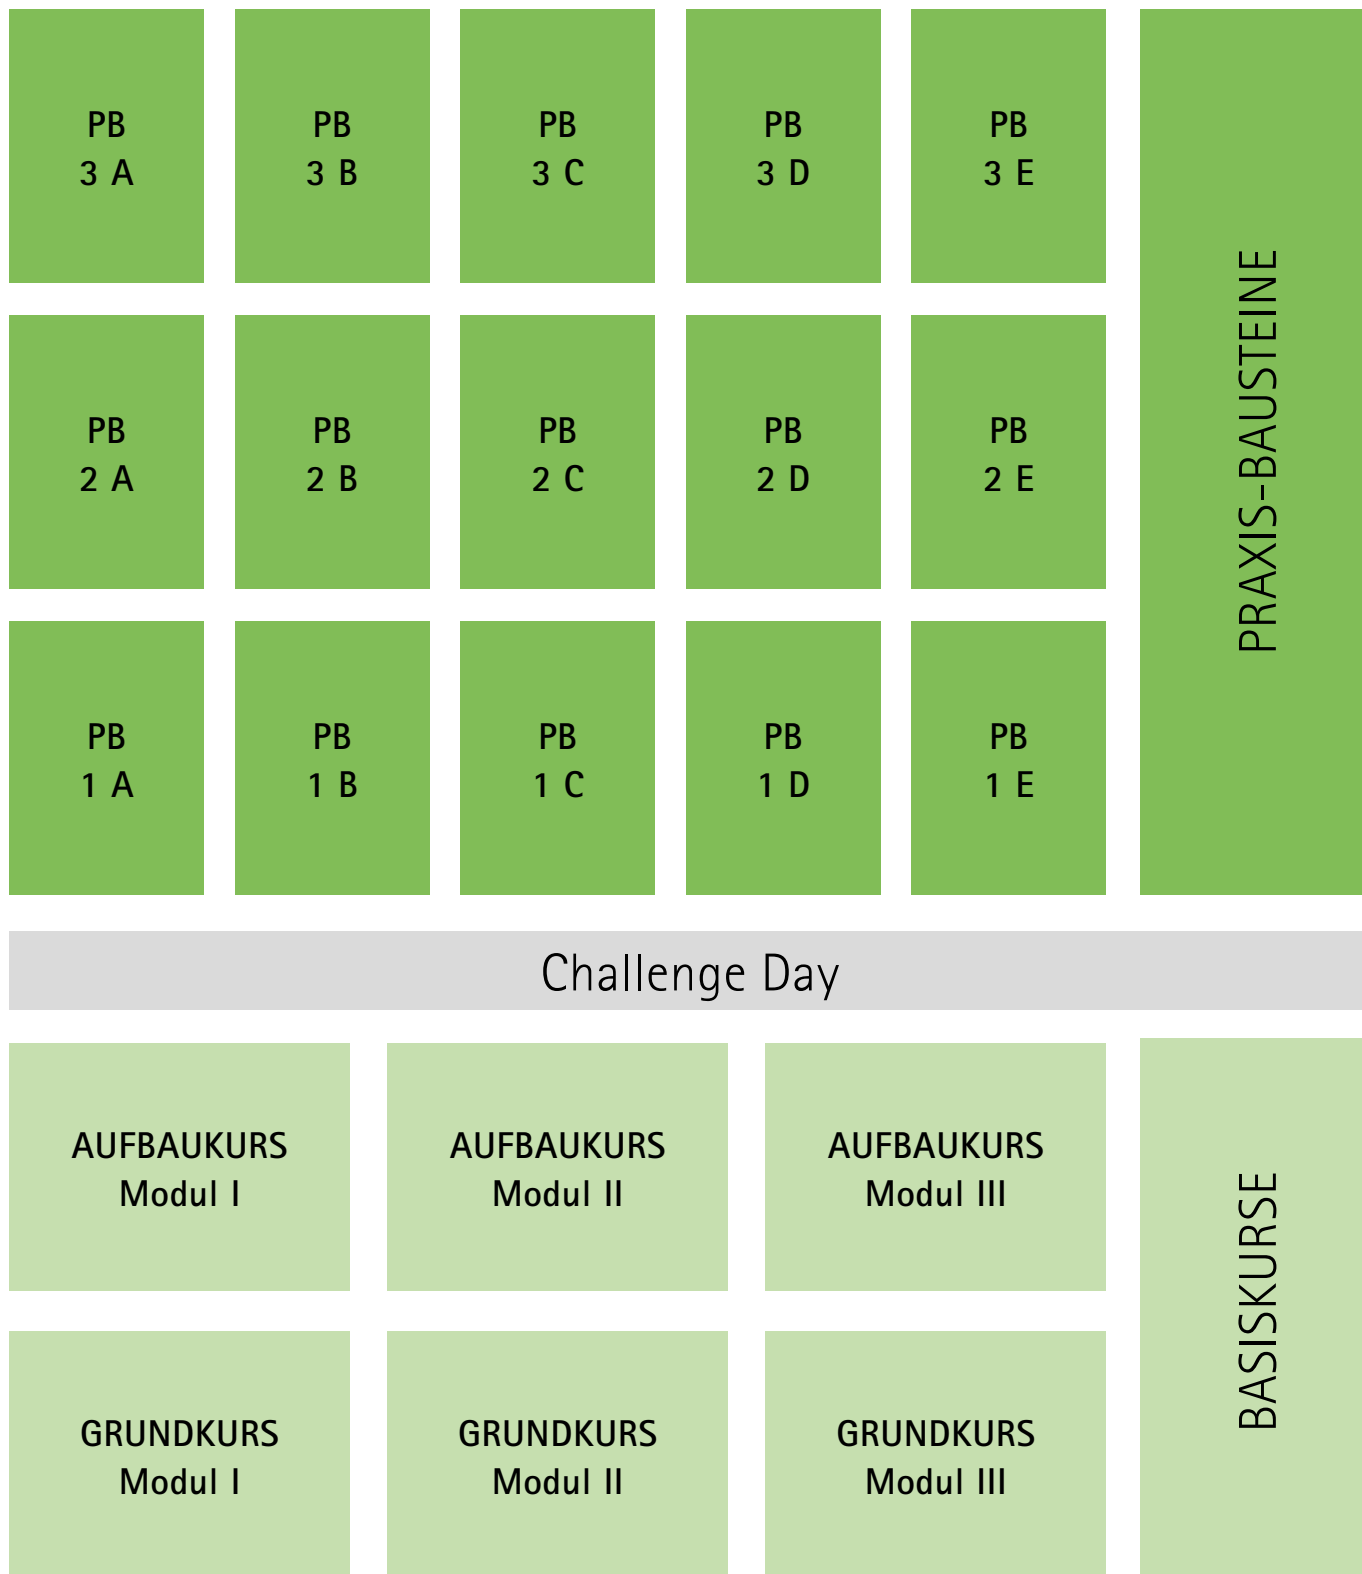 PB
3 A
PB
3 B
PB
3 C
PB
3 D
PB
3 E
PB
2 A
PB
2 B
PB
2 C
PB
2 D
PB
2 E
PB
1 A
PB
1 B
PB
1 C
PB
1 D
PB
1 E
PRAXIS-BAUSTEINE
Challenge Day
AUFBAUKURS
Modul I
AUFBAUKURS
Modul II
AUFBAUKURS
Modul III
GRUNDKURS
Modul I
GRUNDKURS
Modul II
GRUNDKURS
Modul III
BASISKURSE